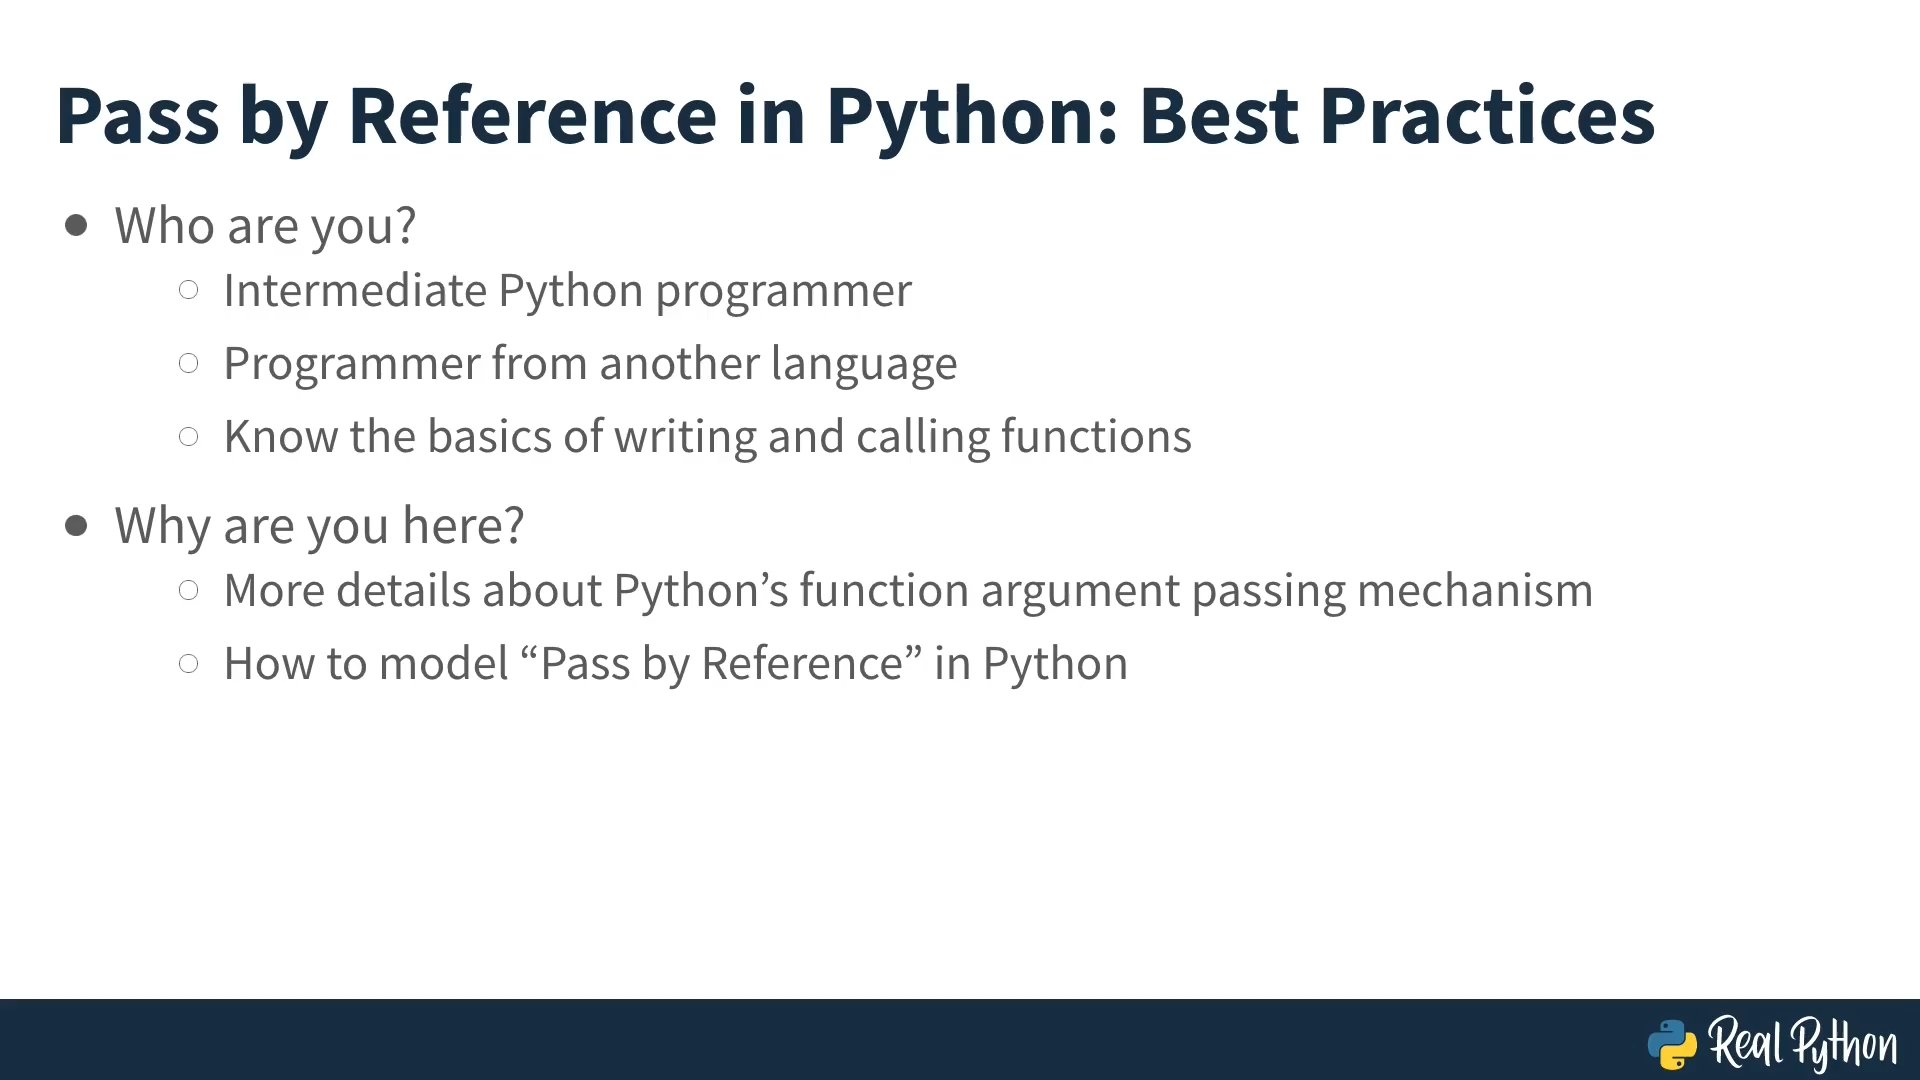 Pass by Reference in Python: Best Practices
● Who are you?
○ Intermediate Python programmer
○ Programmer from another language
○ Know the basics of writing and calling functions
● Why are you here?
○ More details about Python’s function argument passing mechanism
○ How to model “Pass by Reference” in Python
Real Python